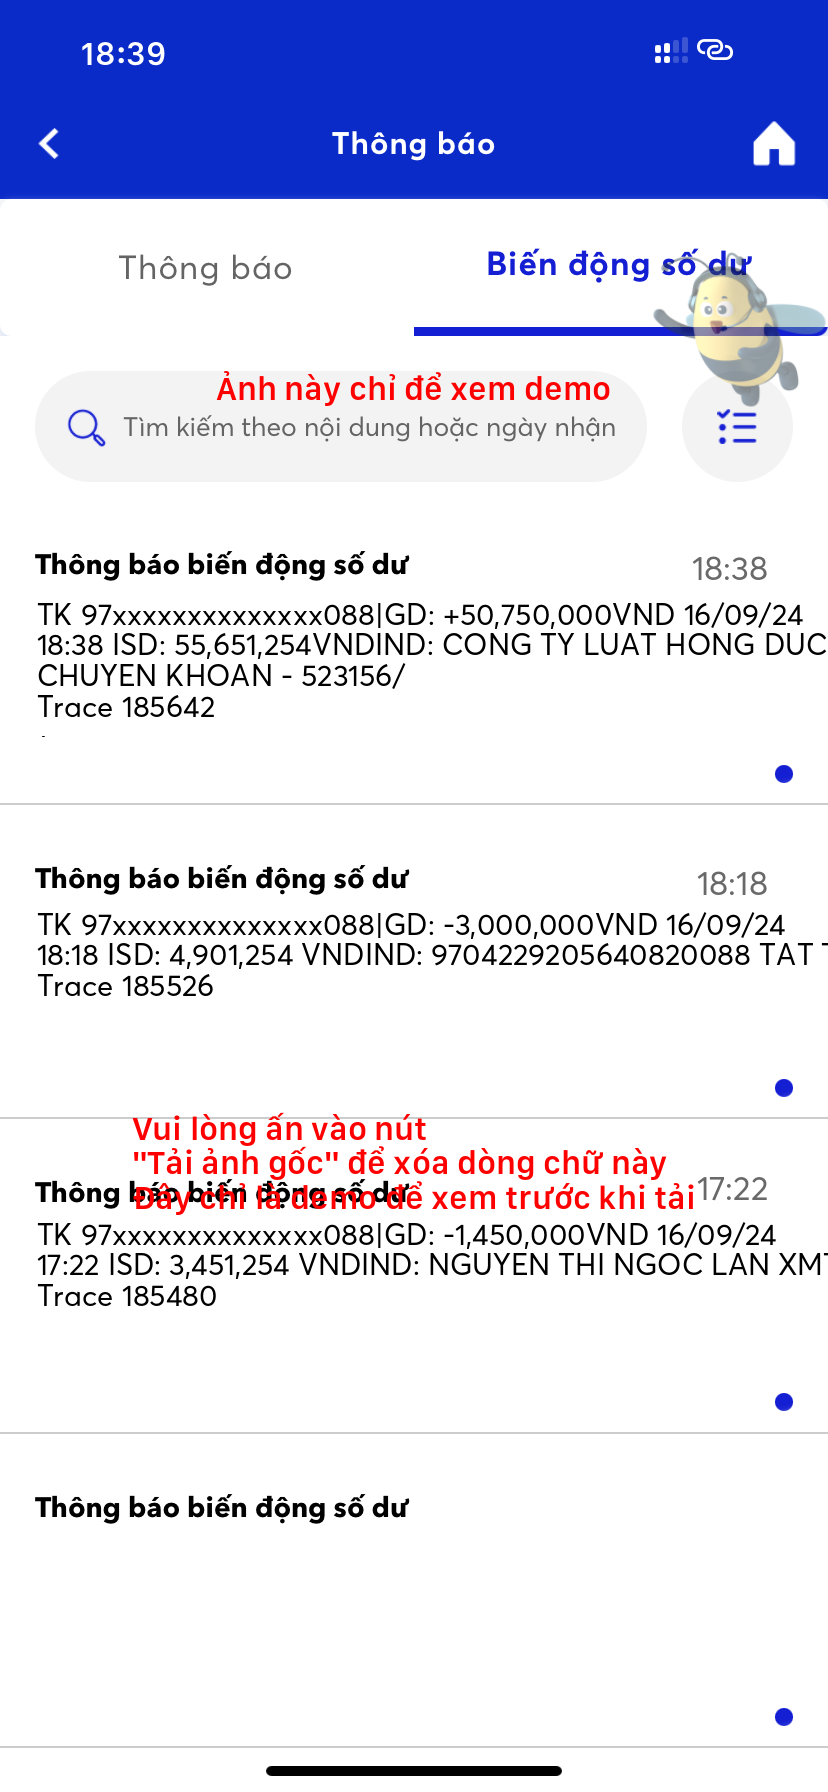 18:39
Thông báo
Thông báo
Biến động số dư
Ảnh này chỉ để xem demo
Tìm kiếm theo nội dung hoặc ngày nhận
Thông báo biến động số dư
18:38
TK 97xxxxxxxxxxxxxx088|GD: +50,750,000VND 16/09/24
18:38 ISD: 55,651,254VNDIND: CONG TY LUAT HONG DUC
CHUYEN KHOAN - 523156/
Trace 185642
Thông báo biến động số dư
18:18
TK 97xxxxxxxxxxxxxx088|GD: -3,000,000VND 16/09/24
18:18 ISD: 4,901,254 VNDIND: 9704229205640820088 TAT T
Trace 185526
Vui lòng ấn vào nút
"Tải ảnh gốc" để xóa dòng chữ này
Đây chỉ là demo để xem trước khi tải
Thông báo biến động số dư
17:22
TK 97xxxxxxxxxxxxxx088|GD: -1,450,000VND 16/09/24
17:22 ISD: 3,451,254 VNDIND: NGUYEN THI NGOC LAN XMT
Trace 185480
Thông báo biến động số dư